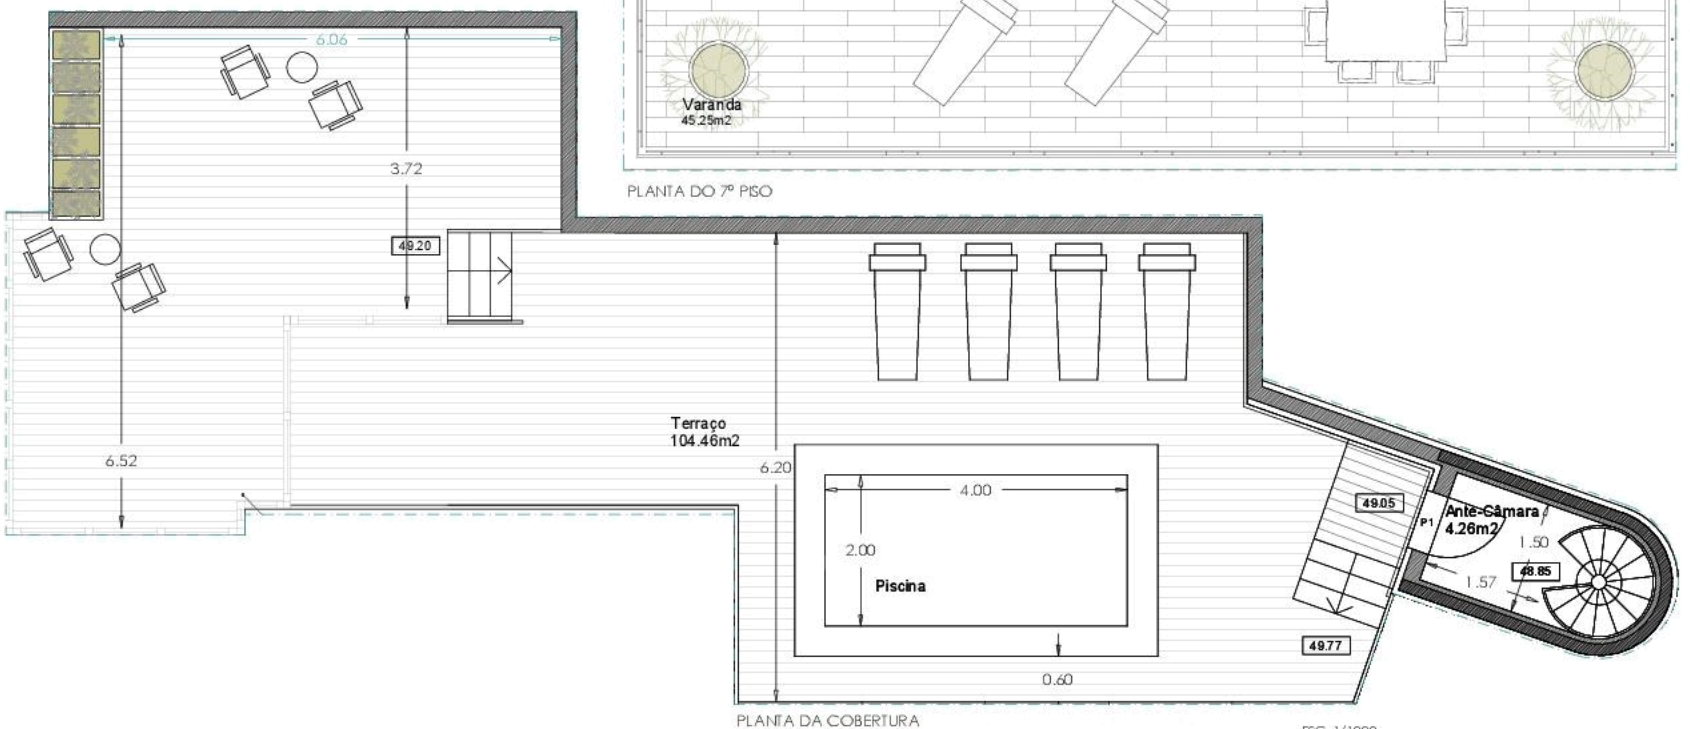 6.06
Varanda
45.25m2
3.72
PLANTA DO 7º PISO
49.20
Terraço
104.46m2
6.52
6.20
4.00
49.05
P1
Ante-Câmara
4.26m2
2.00
1.50
Piscina
1.57
48.85
49.77
0.60
PLANTA DA COBERTURA